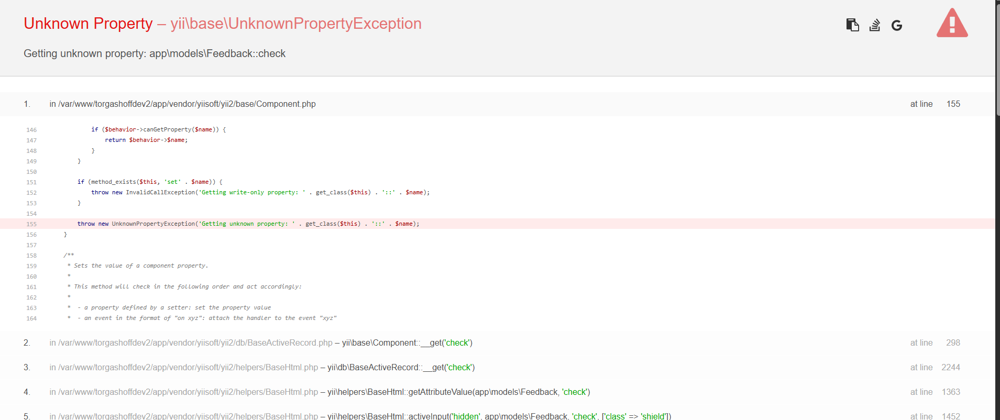 Unknown Property – yii\base\UnknownPropertyException
Getting unknown property: app\models\Feedback::check
1. in /var/www/torgashoffdev2/app/vendor/yiisoft/yii2/base/Component.php at line 155
146 if ($behavior->canGetProperty($name)) {
147 return $behavior->$name;
148 }
149 }
150
151 if (method_exists($this, 'set' . $name)) {
152 throw new InvalidCallException('Getting write-only property: ' . get_class($this) . '::' . $name);
153 }
154
155 throw new UnknownPropertyException('Getting unknown property: ' . get_class($this) . '::' . $name);
156 }
157
158 /**
159 * Sets the value of a component property.
160 *
161 * This method will check in the following order and act accordingly:
162 *
163 * - a property defined by a setter: set the property value
164 * - an event in the format of "on xyz": attach the handler to the event "xyz"
2. in /var/www/torgashoffdev2/app/vendor/yiisoft/yii2/db/BaseActiveRecord.php – yii\base\Component::__get('check') at line 298
3. in /var/www/torgashoffdev2/app/vendor/yiisoft/yii2/helpers/BaseHtml.php – yii\db\BaseActiveRecord::__get('check') at line 2244
4. in /var/www/torgashoffdev2/app/vendor/yiisoft/yii2/helpers/BaseHtml.php – yii\helpers\BaseHtml::getAttributeValue(app\models\Feedback, 'check') at line 1363
5. in /var/www/torgashoffdev2/app/vendor/yiisoft/yii2/helpers/BaseHtml.php – yii\helpers\BaseHtml::activeInput('hidden', app\models\Feedback, 'check', ['class' => 'shield']) at line 1452